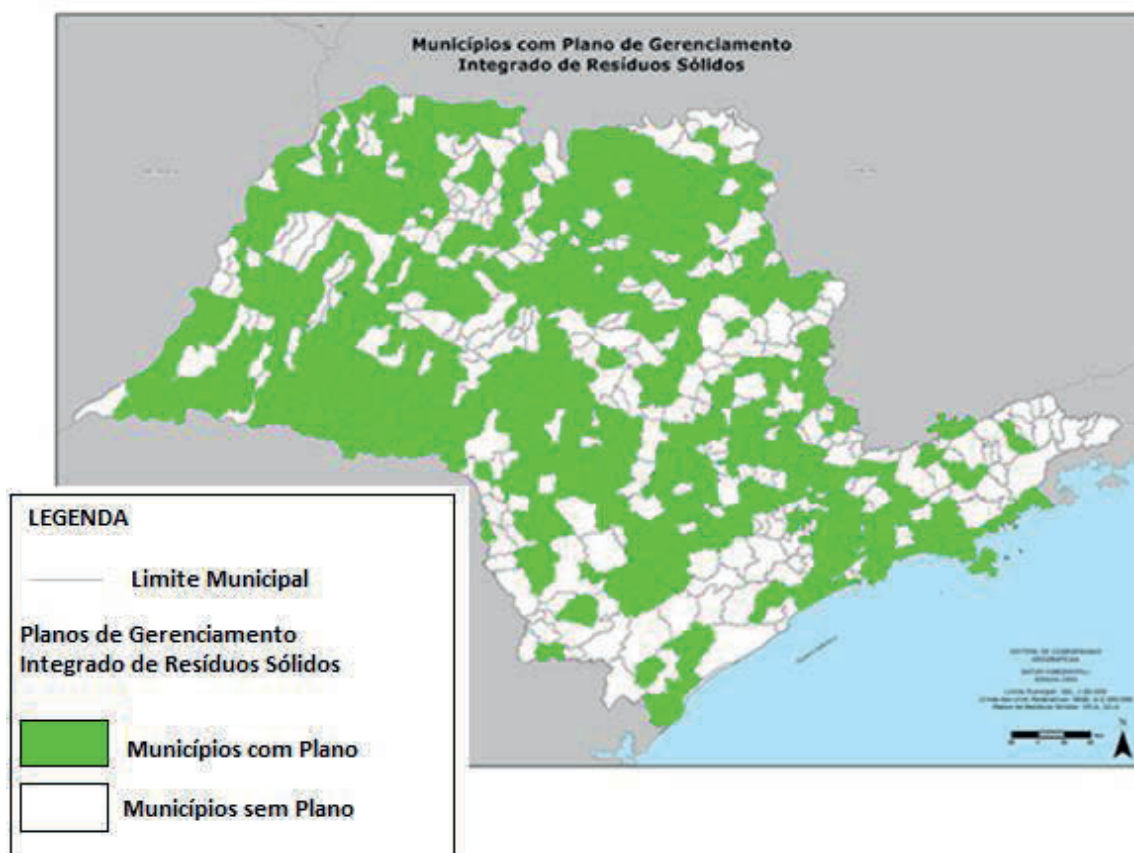 Municípios com Plano de Gerenciamento
Integrado de Resíduos Sólidos
LEGENDA
Limite Municipal
Planos de Gerenciamento
Integrado de Resíduos Sólidos
Municípios com Plano
Municípios sem Plano
N